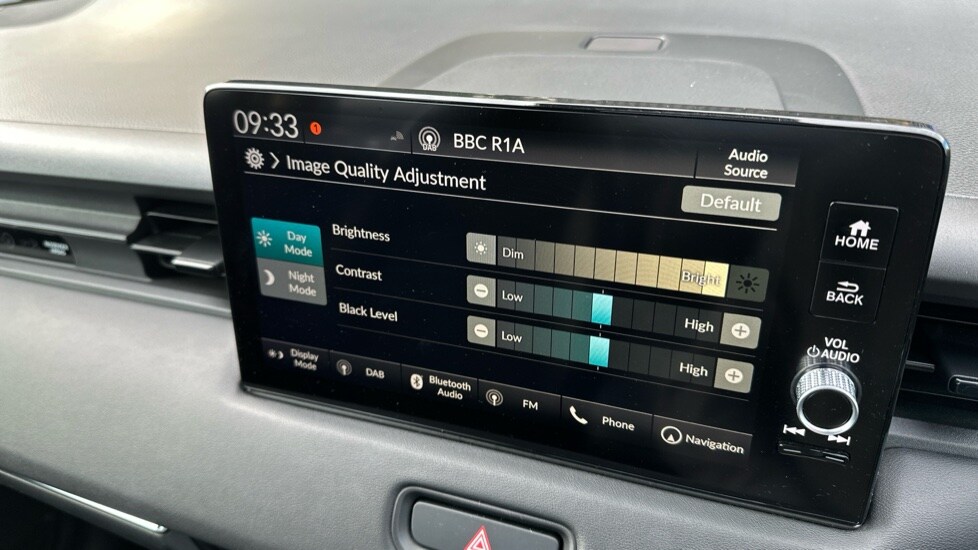 09:33
1
DAB
BBC R1A
Audio
Source
Image Quality Adjustment
Default
Day
Mode
Night
Mode
Brightness
Dim
Bright
Contrast
Low
High
Black Level
Low
High
Display
Mode
DAB
Bluetooth
Audio
FM
Phone
Navigation
HOME
BACK
VOL
AUDIO